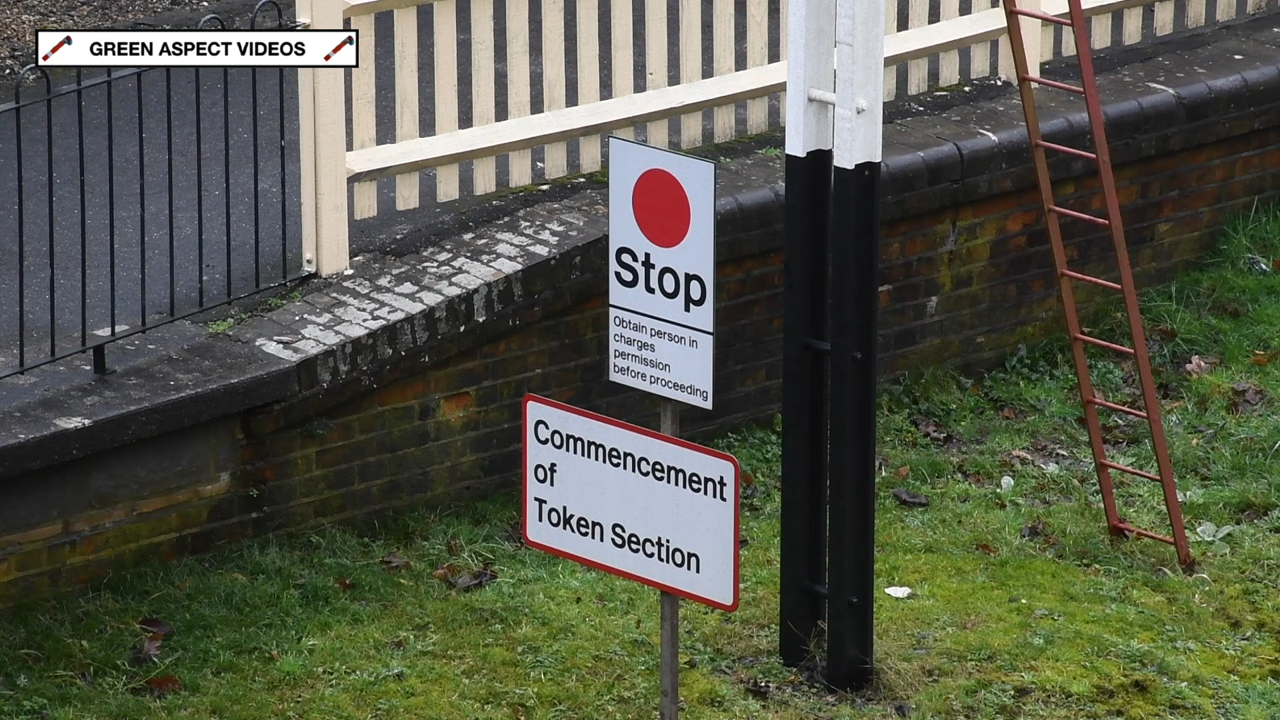 GREEN ASPECT VIDEOS
Stop
Obtain person in
charges
permission
before proceeding
Commencement
of
Token Section